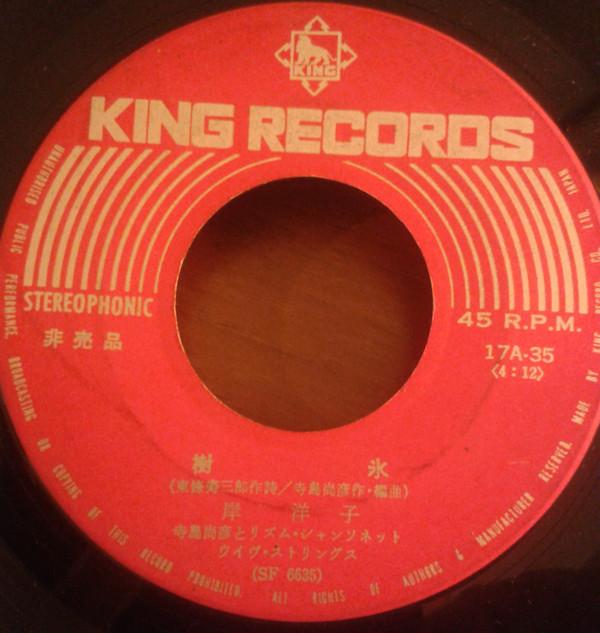 KING
KING RECORDS
STEREOPHONIC
45 R.P.M.
非売品
17A-35
(4:12)
樹 氷
(東條寿三郎作詩/寺島尚彦作・編曲)
岸 洋 子
寺島尚彦とリズム・シャンソネット
ウイヴ・ストリングス
(SF 6635)
UNAUTHORISED PUBLIC PERFORMANCE, BROADCASTING OR COPYING OF THIS RECORD PROHIBITED. ALL RIGHTS OF AUTHORS & MANUFACTURER RESERVED. MADE BY KING RECORD CO. LTD. JAPAN